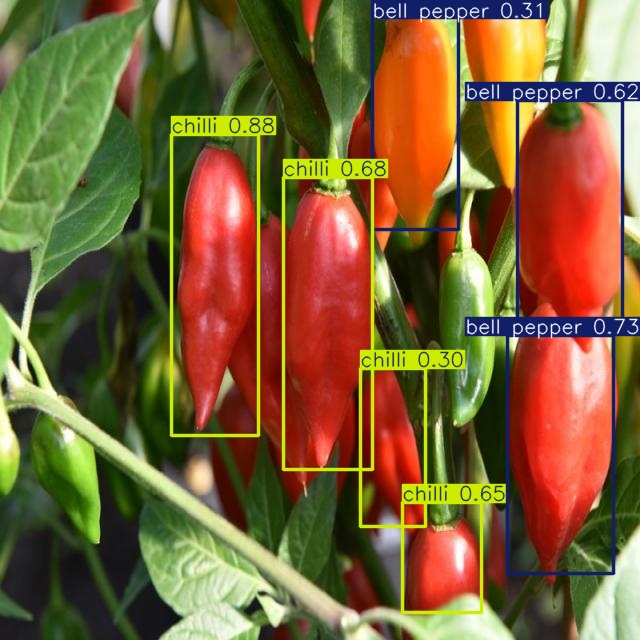 bell pepper 0.31
bell pepper 0.62
chilli 0.88
chilli 0.68
bell pepper 0.73
chilli 0.30
chilli 0.65